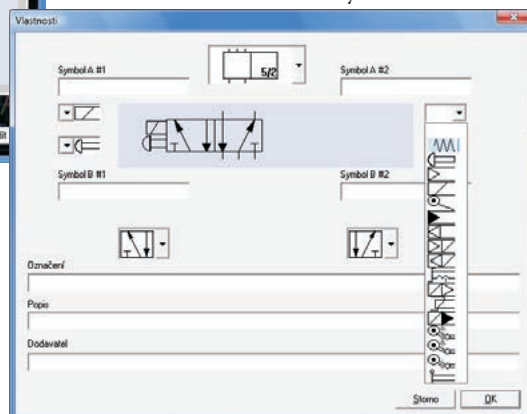 Vlastnosti
5/2
Symbol A #1
Symbol A #2
Symbol B #1
Symbol B #2
Označení
Popis
Dodavatel
Storno
OK